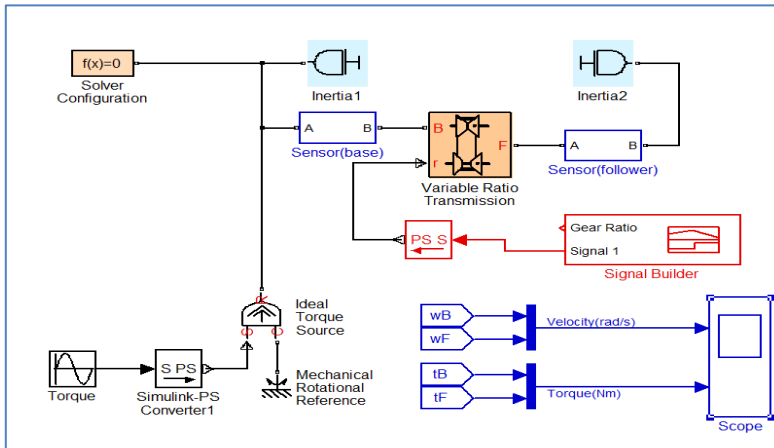 f(x)=0
Solver
Configuration
Inertia1
Inertia2
A B
Sensor(base)
B
r
F
Variable Ratio
Transmission
A B
Sensor(follower)
PS S
Gear Ratio
Signal 1
Signal Builder
R
S
C
Ideal
Torque
Source
Torque
S PS
Simulink-PS
Converter1
Mechanical
Rotational
Reference
wB
wF
Velocity(rad/s)
tB
tF
Torque(Nm)
Scope